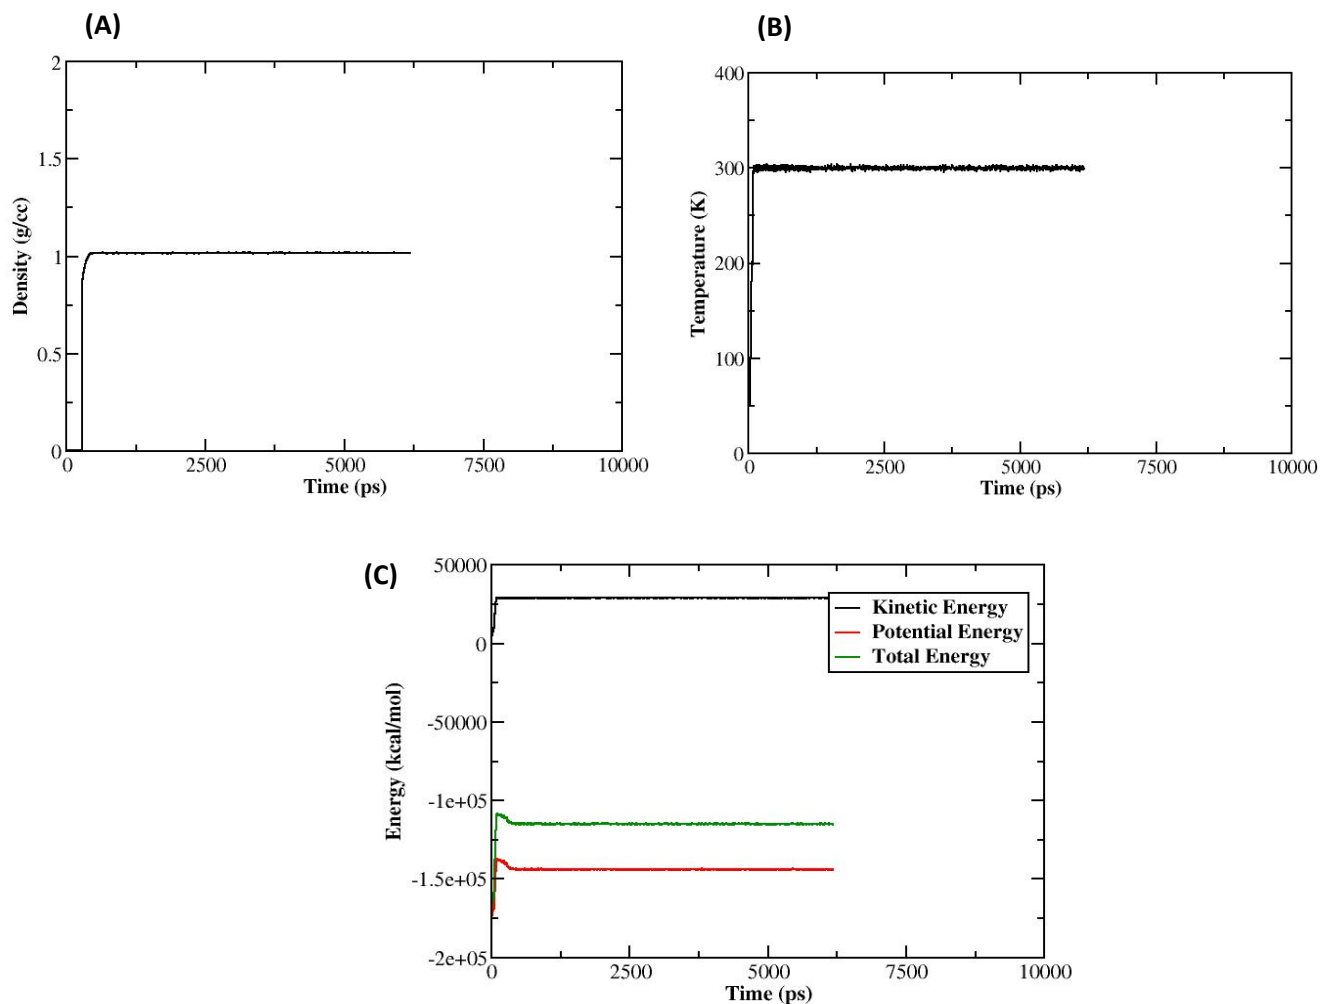 (A)
2
1.5
1
0.5
0
Density (g/cc)
0 2500 5000 7500 10000
Time (ps)
(B)
400
300
200
100
0
Temperature (K)
0 2500 5000 7500 10000
Time (ps)
(C)
50000
0
-50000
-1e+05
-1.5e+05
-2e+05
Energy (kcal/mol)
Kinetic Energy
Potential Energy
Total Energy
0 2500 5000 7500 10000
Time (ps)